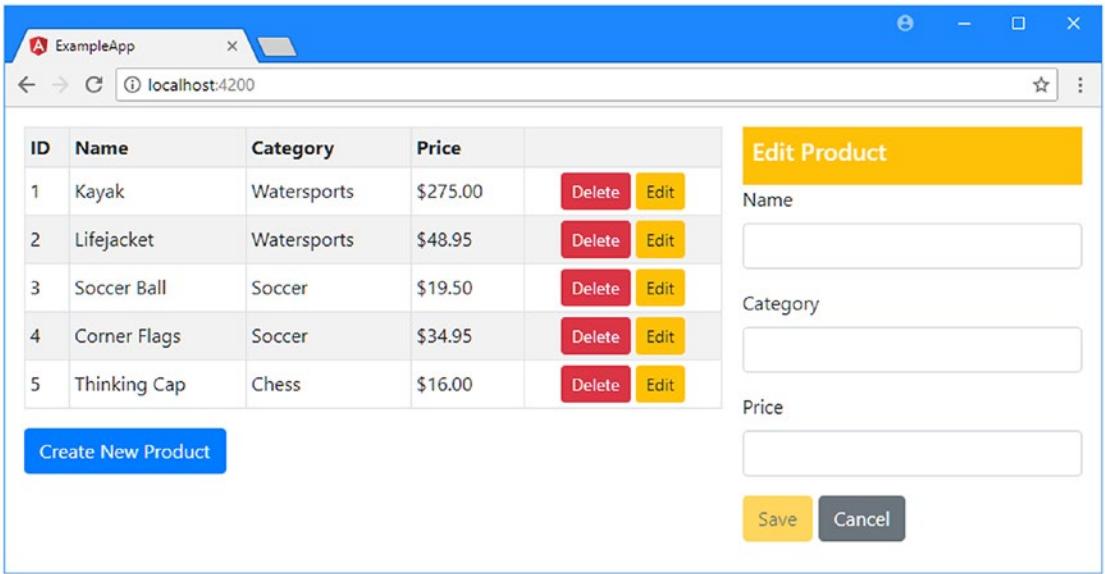 ExampleApp
localhost:4200
ID Name Category Price
1 Kayak Watersports $275.00 Delete Edit
2 Lifejacket Watersports $48.95 Delete Edit
3 Soccer Ball Soccer $19.50 Delete Edit
4 Corner Flags Soccer $34.95 Delete Edit
5 Thinking Cap Chess $16.00 Delete Edit
Create New Product
Edit Product
Name
Category
Price
Save Cancel